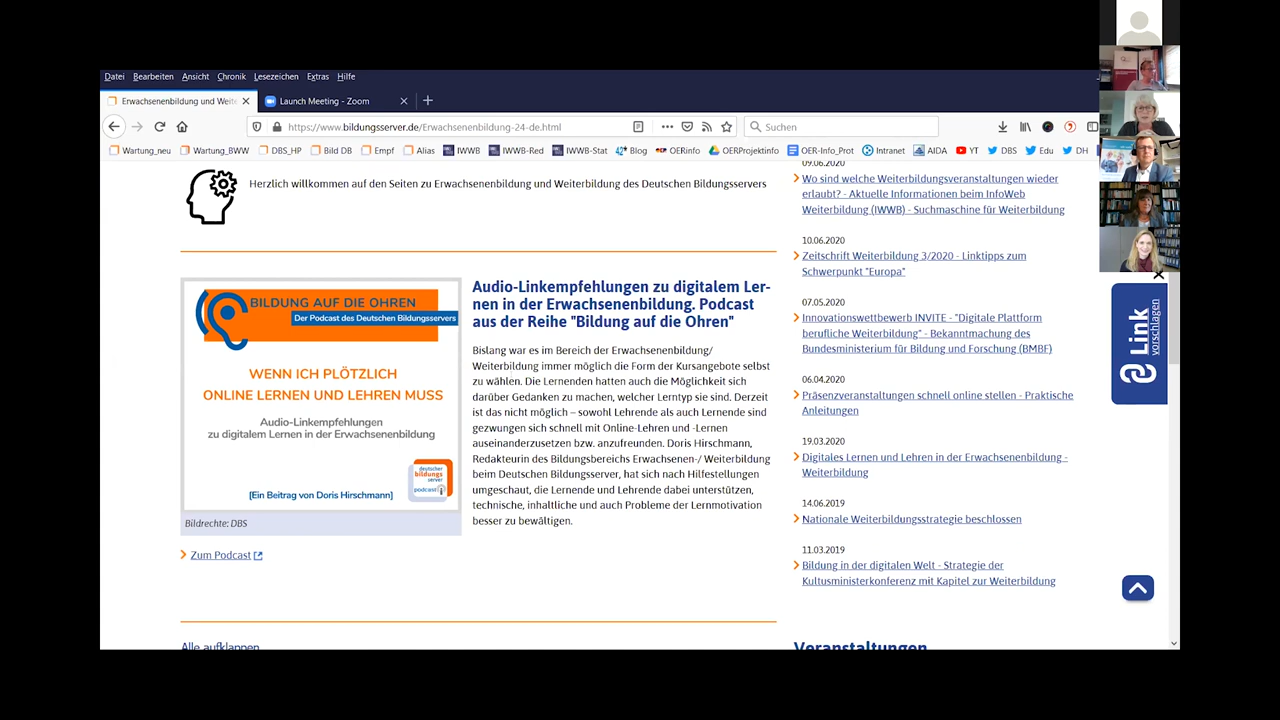 Datei Bearbeiten Ansicht Chronik Lesezeichen Extras Hilfe
Erwachsenenbildung und Weite
Launch Meeting - Zoom
https://www.bildungsserver.de/Erwachsenenbildung-24-de.html
Suchen
Wartung_neu Wartung_BWW DBS_HP Bild DB Empf Alias IWWB IWWB-Red IWWB-Stat Blog OERinfo OERProjektinfo OER-Info_Prot Intranet AIDA YT DBS Edu DH
Herzlich willkommen auf den Seiten zu Erwachsenenbildung und Weiterbildung des Deutschen Bildungsservers
BILDUNG AUF DIE OHREN
Der Podcast des Deutschen Bildungsservers
WENN ICH PLÖTZLICH
ONLINE LERNEN UND LEHREN MUSS
Audio-Linkempfehlungen
zu digitalem Lernen in der Erwachsenenbildung
deutscher
bildungs
server
podcast
[Ein Beitrag von Doris Hirschmann]
Bildrechte: DBS
Zum Podcast
Audio-Linkempfehlungen zu digitalem Ler-
nen in der Erwachsenenbildung. Podcast
aus der Reihe "Bildung auf die Ohren"
Bislang war es im Bereich der Erwachsenenbildung/
Weiterbildung immer möglich die Form der Kursangebote selbst
zu wählen. Die Lernenden hatten auch die Möglichkeit sich
darüber Gedanken zu machen, welcher Lerntyp sie sind. Derzeit
ist das nicht möglich – sowohl Lehrende als auch Lernende sind
gezwungen sich schnell mit Online-Lehren und -Lernen
auseinanderzusetzen bzw. anzufreunden. Doris Hirschmann,
Redakteurin des Bildungsbereichs Erwachsenen-/ Weiterbildung
beim Deutschen Bildungsserver, hat sich nach Hilfestellungen
umgeschaut, die Lernende und Lehrende dabei unterstützen,
technische, inhaltliche und auch Probleme der Lernmotivation
besser zu bewältigen.
Alle aufklappen
09.06.2020
Wo sind welche Weiterbildungsveranstaltungen wieder
erlaubt? - Aktuelle Informationen beim InfoWeb
Weiterbildung (IWWB) - Suchmaschine für Weiterbildung
10.06.2020
Zeitschrift Weiterbildung 3/2020 - Linktipps zum
Schwerpunkt "Europa"
07.05.2020
Innovationswettbewerb INVITE - "Digitale Plattform
berufliche Weiterbildung" - Bekanntmachung des
Bundesministerium für Bildung und Forschung (BMBF)
06.04.2020
Präsenzveranstaltungen schnell online stellen - Praktische
Anleitungen
19.03.2020
Digitales Lernen und Lehren in der Erwachsenenbildung -
Weiterbildung
14.06.2019
Nationale Weiterbildungsstrategie beschlossen
11.03.2019
Bildung in der digitalen Welt - Strategie der
Kultusministerkonferenz mit Kapitel zur Weiterbildung
Veranstaltungen
Link
vorschlagen